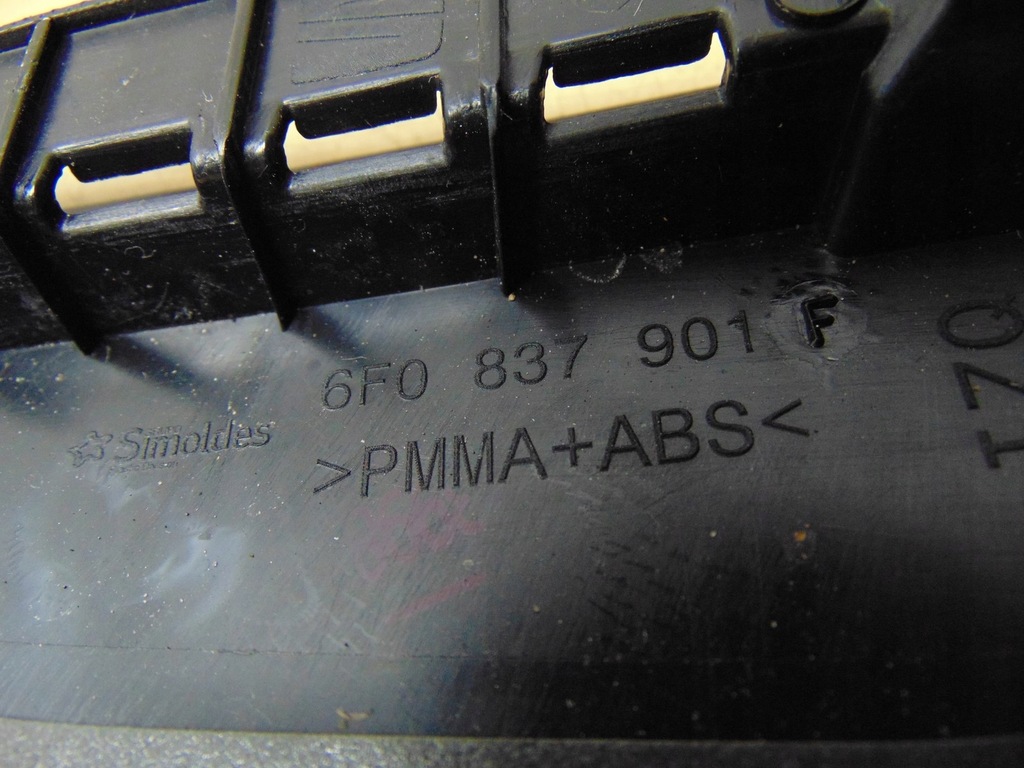 6F0 837 901 F
Simoldes
>PMMA+ABS<